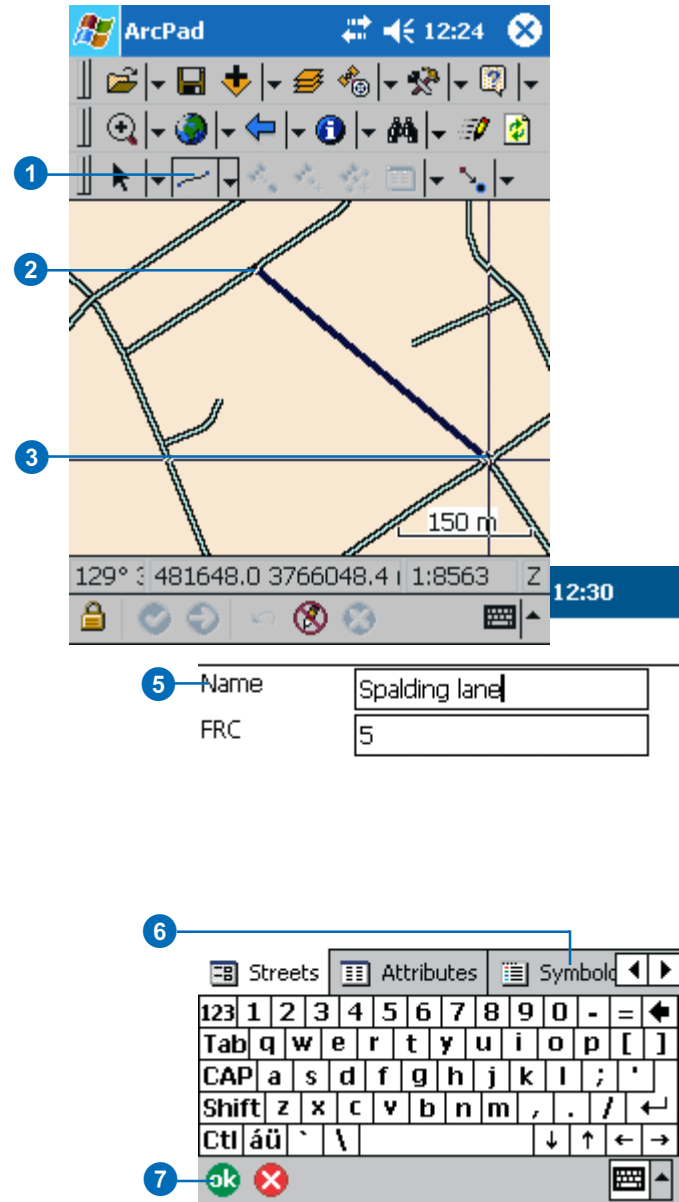 ArcPad 12:24
1
2
3
150 m
129° 3 481648.0 3766048.4 1:8563 Z
12:30
5 Name Spalding lane
FRC 5
6
Streets Attributes Symbolo
123 1 2 3 4 5 6 7 8 9 0 - =
Tab q w e r t y u i o p [ ]
CAP a s d f g h j k l ; '
Shift z x c v b n m , . /
Ctl áü ` \
7 ok